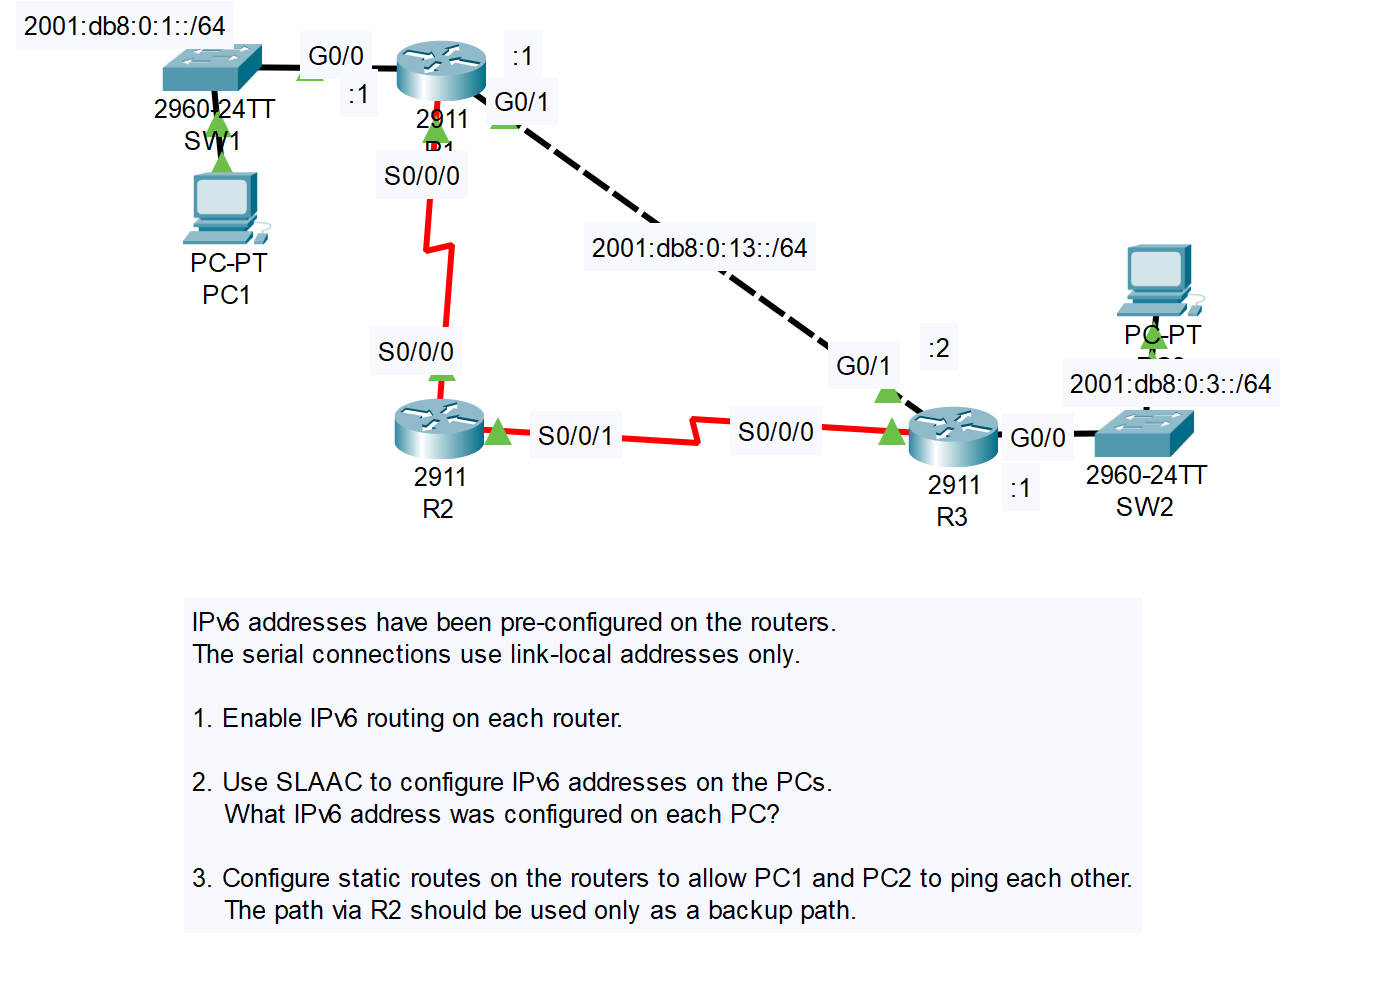 2001:db8:0:1::/64
G0/0
:1
:1
G0/1
2960-24TT
SW1
2911
S0/0/0
PC-PT
PC1
2001:db8:0:13::/64
S0/0/0
G0/1
:2
PC-PT
2001:db8:0:3::/64
S0/0/1
S0/0/0
G0/0
2911
R2
2911
R3
:1
2960-24TT
SW2
IPv6 addresses have been pre-configured on the routers.
The serial connections use link-local addresses only.
1. Enable IPv6 routing on each router.
2. Use SLAAC to configure IPv6 addresses on the PCs.
What IPv6 address was configured on each PC?
3. Configure static routes on the routers to allow PC1 and PC2 to ping each other.
The path via R2 should be used only as a backup path.